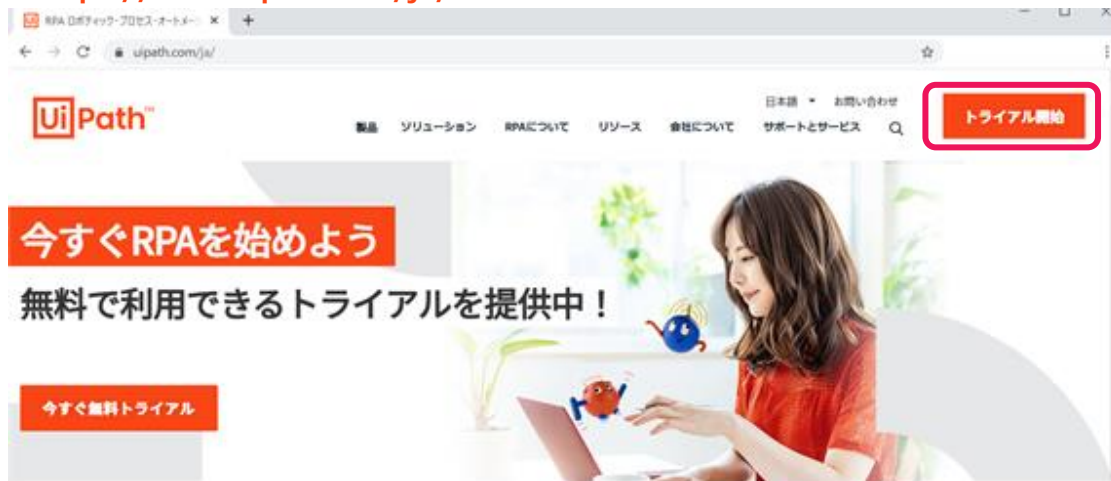 RPA ロボティック・プロセス・オートメー
uipath.com/ja/
UiPath™
日本語 お問い合わせ
製品 ソリューション RPAについて リソース 会社について サポートとサービス
トライアル開始
今すぐRPAを始めよう
無料で利用できるトライアルを提供中！
今すぐ無料トライアル